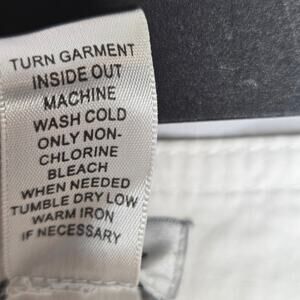 TURN GARMENT
INSIDE OUT
MACHINE
WASH COLD
ONLY NON-
CHLORINE
BLEACH
WHEN NEEDED
TUMBLE DRY LOW
WARM IRON
IF NECESSARY